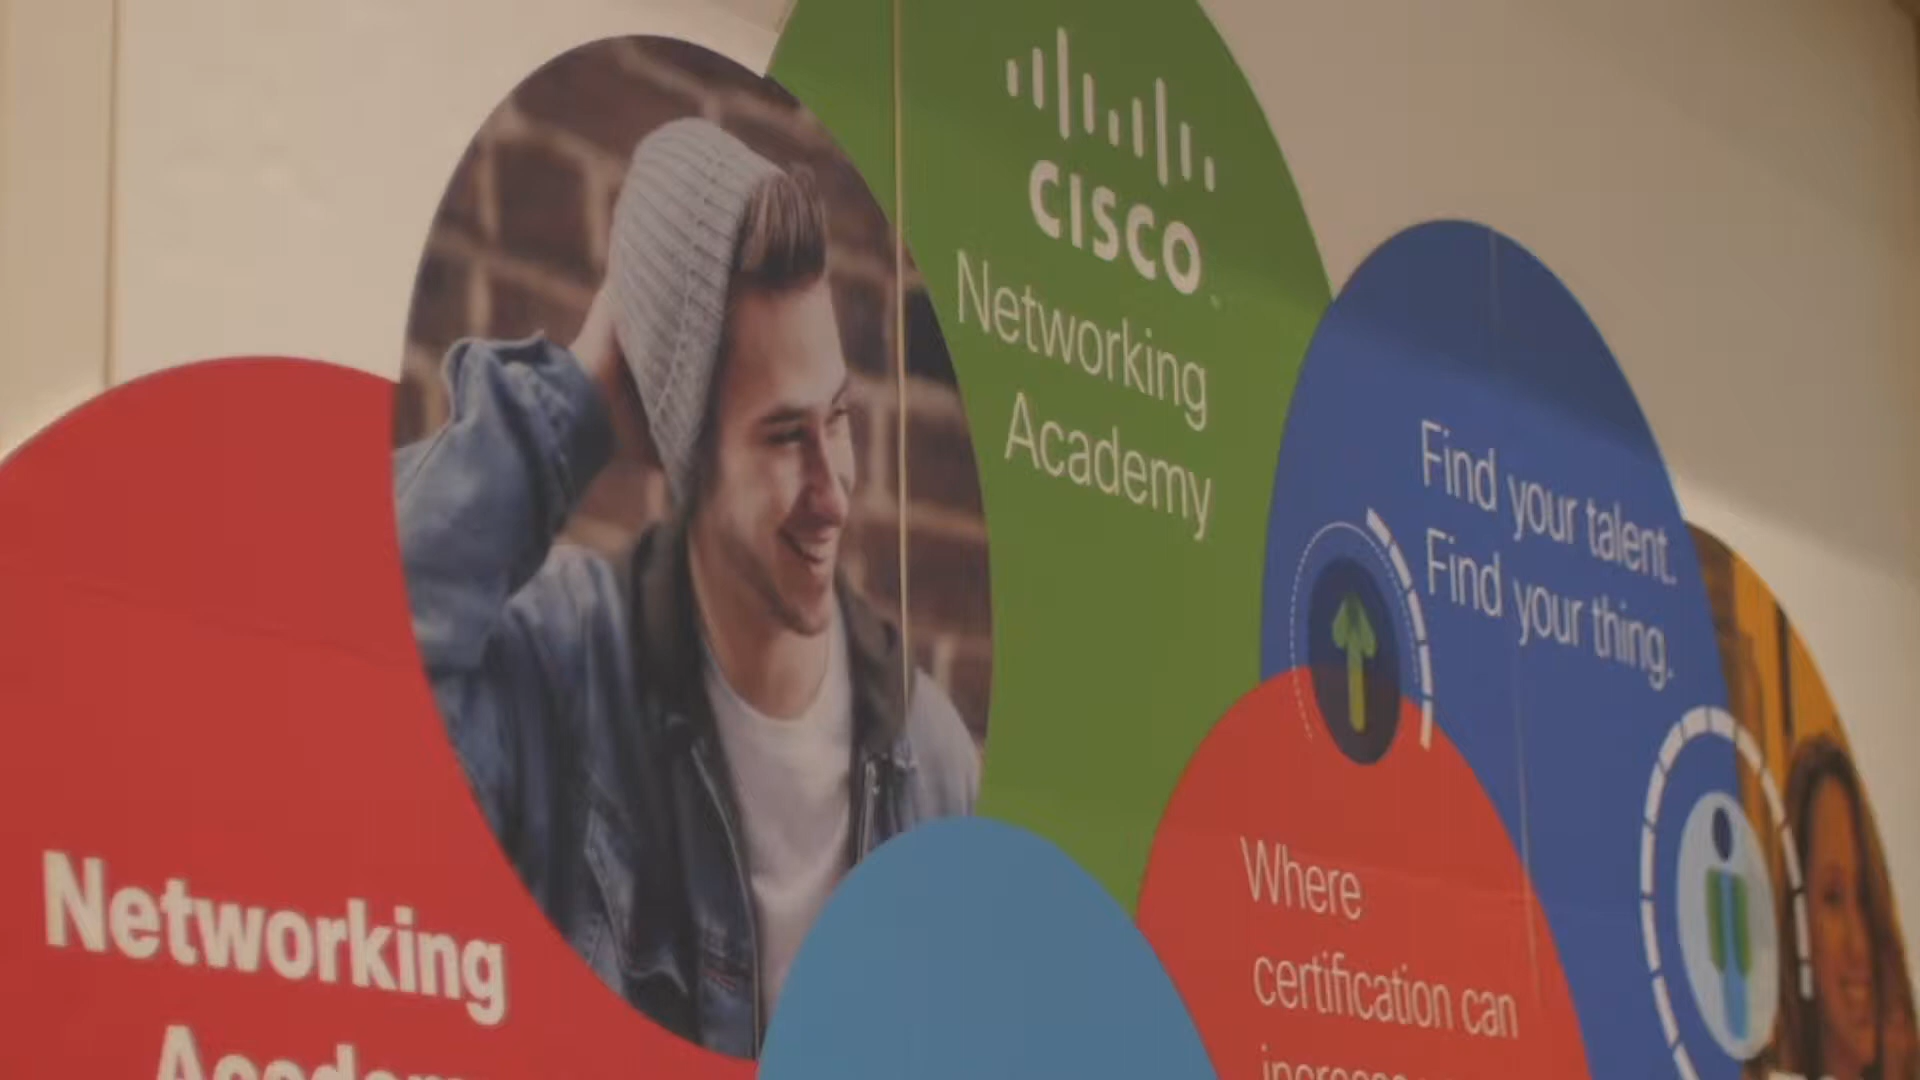 CISCO
Networking
Academy
Find your talent.
Find your thing.
Where
certification can
Networking